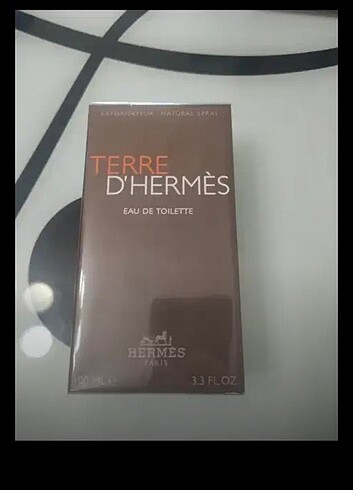 VAPORISATEUR · NATURAL SPRAY
TERRE
D'HERMÈS
EAU DE TOILETTE
HERMÈS
PARIS
100 ML ℮ 3.3 FL.OZ.